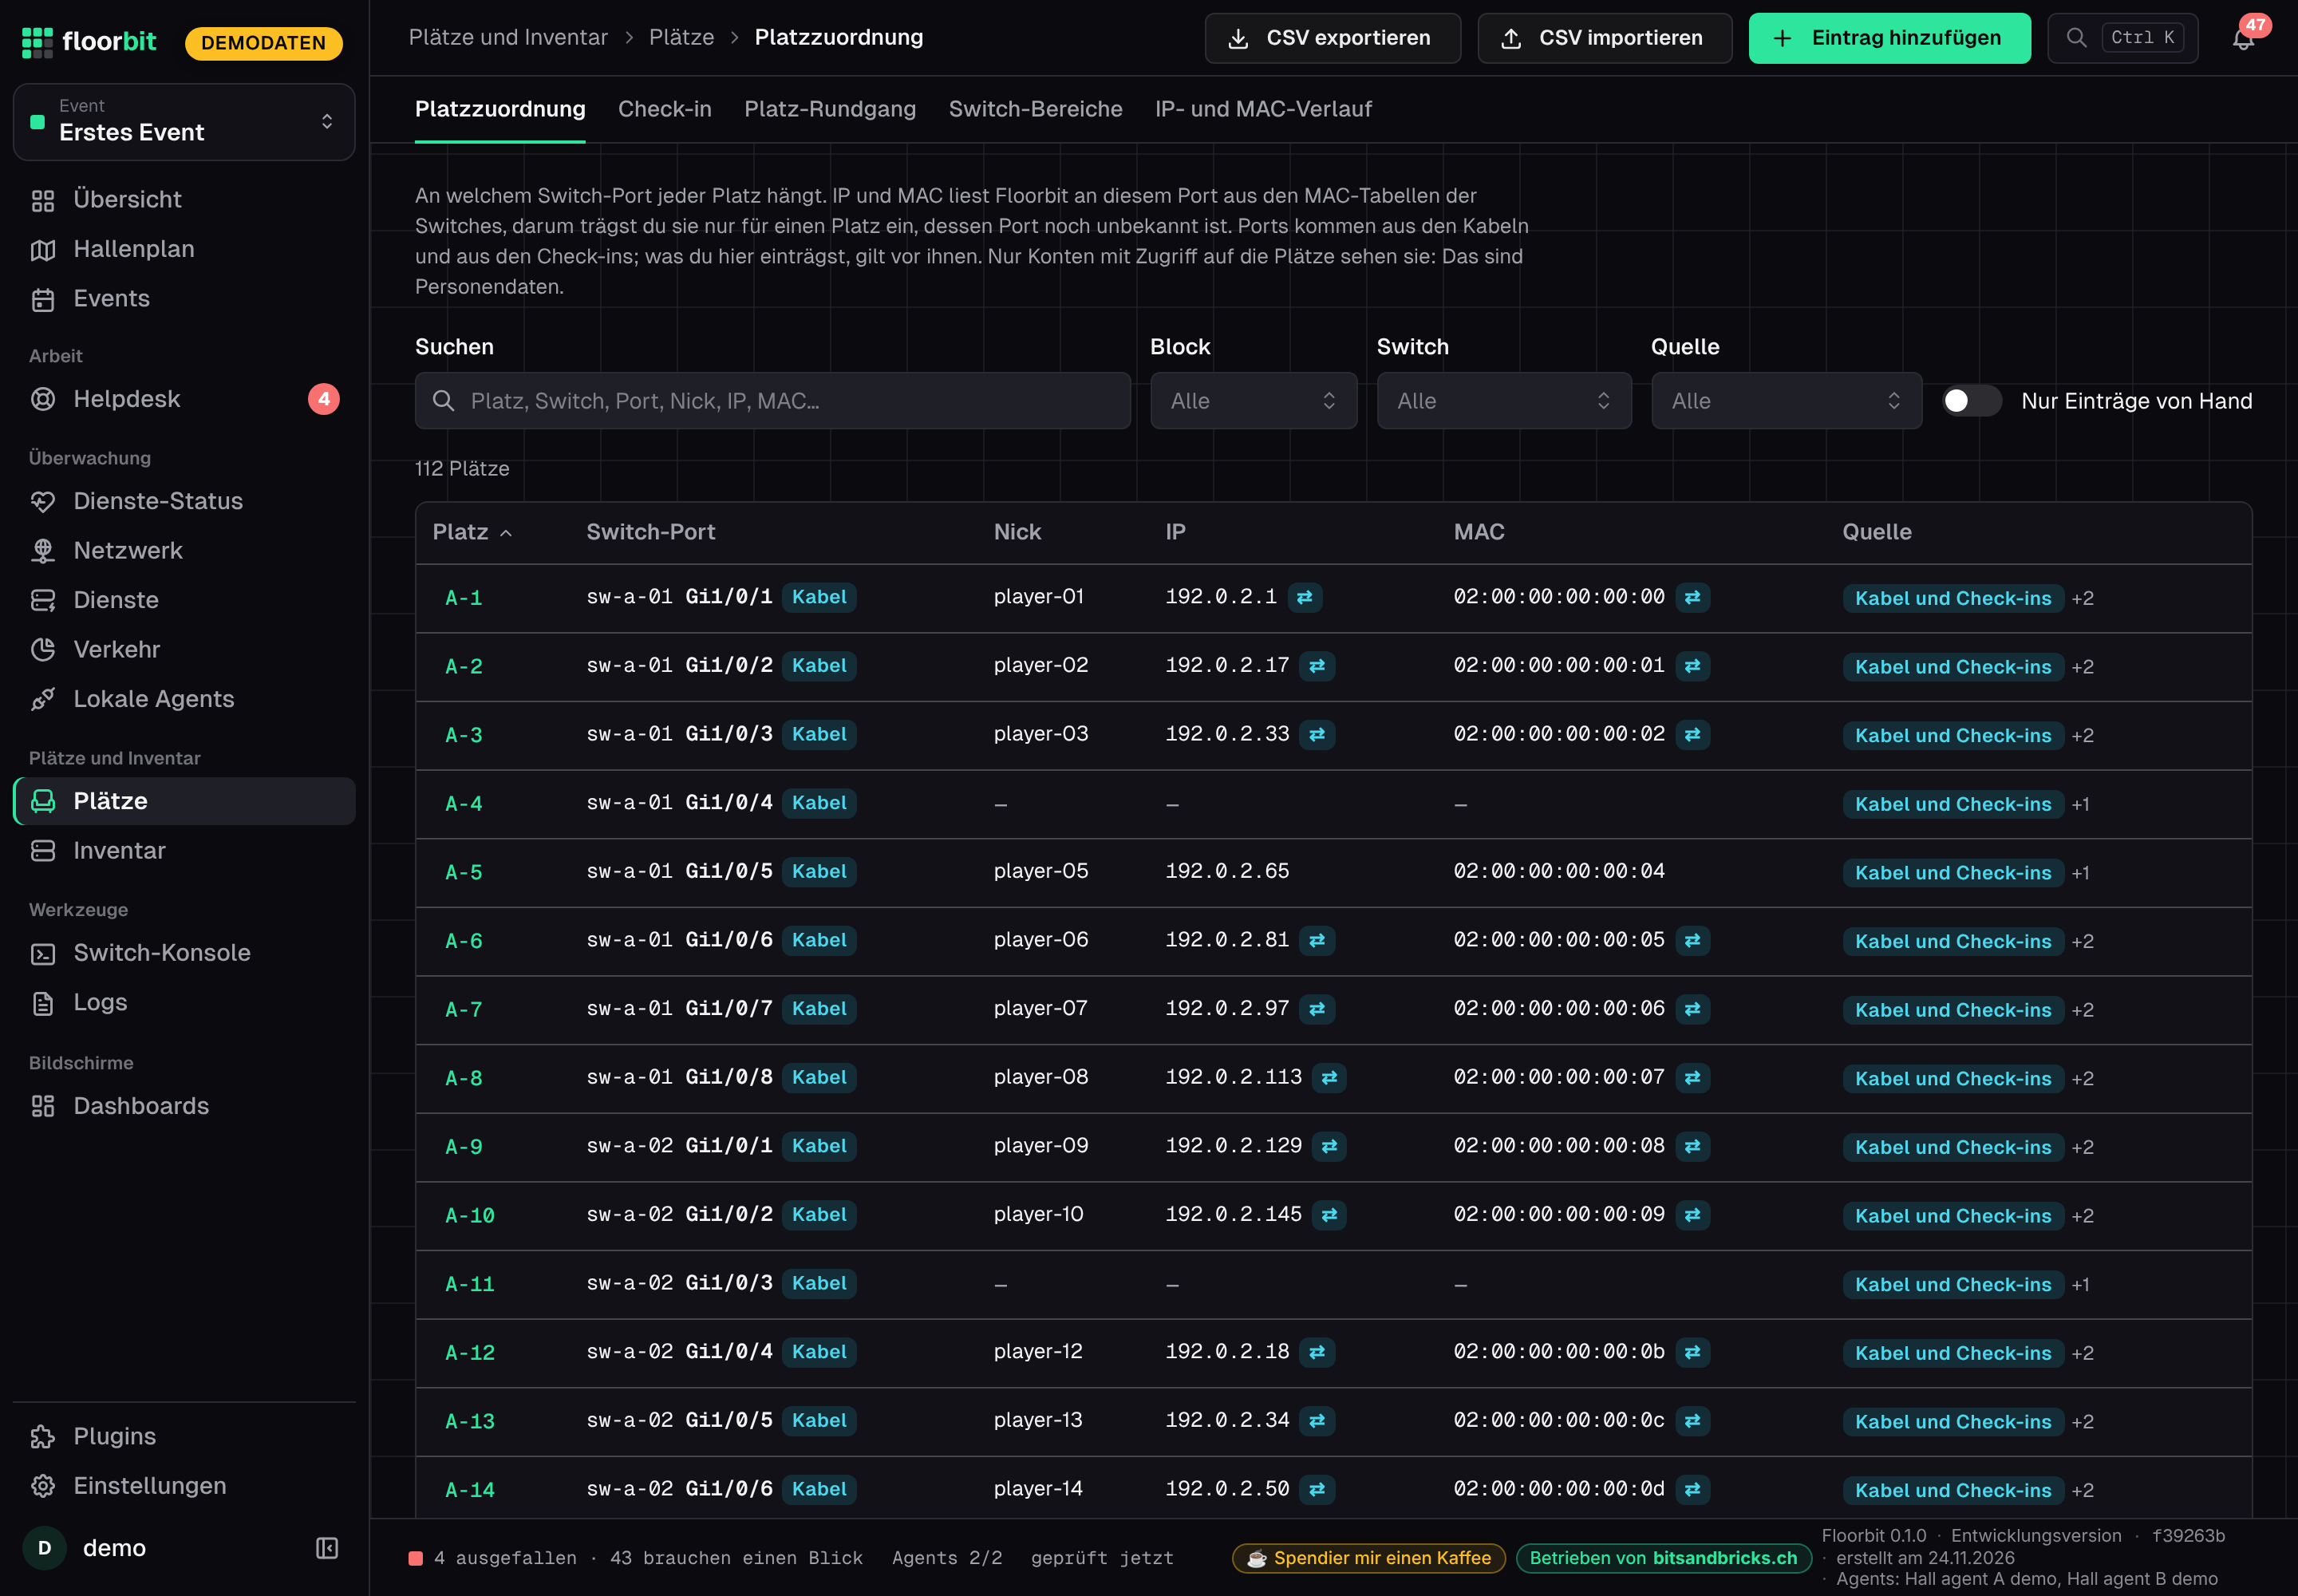 floorbit DEMODATEN
Event
Erstes Event
Übersicht
Hallenplan
Events
Arbeit
Helpdesk 4
Überwachung
Dienste-Status
Netzwerk
Dienste
Verkehr
Lokale Agents
Plätze und Inventar
Plätze
Inventar
Werkzeuge
Switch-Konsole
Logs
Bildschirme
Dashboards
Plugins
Einstellungen
D demo
Plätze und Inventar > Plätze > Platzzuordnung
CSV exportieren
CSV importieren
+ Eintrag hinzufügen
Ctrl K
47
Platzzuordnung Check-in Platz-Rundgang Switch-Bereiche IP- und MAC-Verlauf
An welchem Switch-Port jeder Platz hängt. IP und MAC liest Floorbit an diesem Port aus den MAC-Tabellen der
Switches, darum trägst du sie nur für einen Platz ein, dessen Port noch unbekannt ist. Ports kommen aus den Kabeln
und aus den Check-ins; was du hier einträgst, gilt vor ihnen. Nur Konten mit Zugriff auf die Plätze sehen sie: Das sind
Personendaten.
Suchen Block Switch Quelle
Platz, Switch, Port, Nick, IP, MAC… Alle Alle Alle Nur Einträge von Hand
112 Plätze
Platz Switch-Port Nick IP MAC Quelle
A-1 sw-a-01 Gi1/0/1 Kabel player-01 192.0.2.1 ⇄ 02:00:00:00:00:00 ⇄ Kabel und Check-ins +2
A-2 sw-a-01 Gi1/0/2 Kabel player-02 192.0.2.17 ⇄ 02:00:00:00:00:01 ⇄ Kabel und Check-ins +2
A-3 sw-a-01 Gi1/0/3 Kabel player-03 192.0.2.33 ⇄ 02:00:00:00:00:02 ⇄ Kabel und Check-ins +2
A-4 sw-a-01 Gi1/0/4 Kabel – – – Kabel und Check-ins +1
A-5 sw-a-01 Gi1/0/5 Kabel player-05 192.0.2.65 02:00:00:00:00:04 Kabel und Check-ins +1
A-6 sw-a-01 Gi1/0/6 Kabel player-06 192.0.2.81 ⇄ 02:00:00:00:00:05 ⇄ Kabel und Check-ins +2
A-7 sw-a-01 Gi1/0/7 Kabel player-07 192.0.2.97 ⇄ 02:00:00:00:00:06 ⇄ Kabel und Check-ins +2
A-8 sw-a-01 Gi1/0/8 Kabel player-08 192.0.2.113 ⇄ 02:00:00:00:00:07 ⇄ Kabel und Check-ins +2
A-9 sw-a-02 Gi1/0/1 Kabel player-09 192.0.2.129 ⇄ 02:00:00:00:00:08 ⇄ Kabel und Check-ins +2
A-10 sw-a-02 Gi1/0/2 Kabel player-10 192.0.2.145 ⇄ 02:00:00:00:00:09 ⇄ Kabel und Check-ins +2
A-11 sw-a-02 Gi1/0/3 Kabel – – – Kabel und Check-ins +1
A-12 sw-a-02 Gi1/0/4 Kabel player-12 192.0.2.18 ⇄ 02:00:00:00:00:0b ⇄ Kabel und Check-ins +2
A-13 sw-a-02 Gi1/0/5 Kabel player-13 192.0.2.34 ⇄ 02:00:00:00:00:0c ⇄ Kabel und Check-ins +2
A-14 sw-a-02 Gi1/0/6 Kabel player-14 192.0.2.50 ⇄ 02:00:00:00:00:0d ⇄ Kabel und Check-ins +2
4 ausgefallen · 43 brauchen einen Blick Agents 2/2 geprüft jetzt
☕ Spendier mir einen Kaffee
Betrieben von bitsandbricks.ch
Floorbit 0.1.0 · Entwicklungsversion · f39263b
· erstellt am 24.11.2026
· Agents: Hall agent A demo, Hall agent B demo